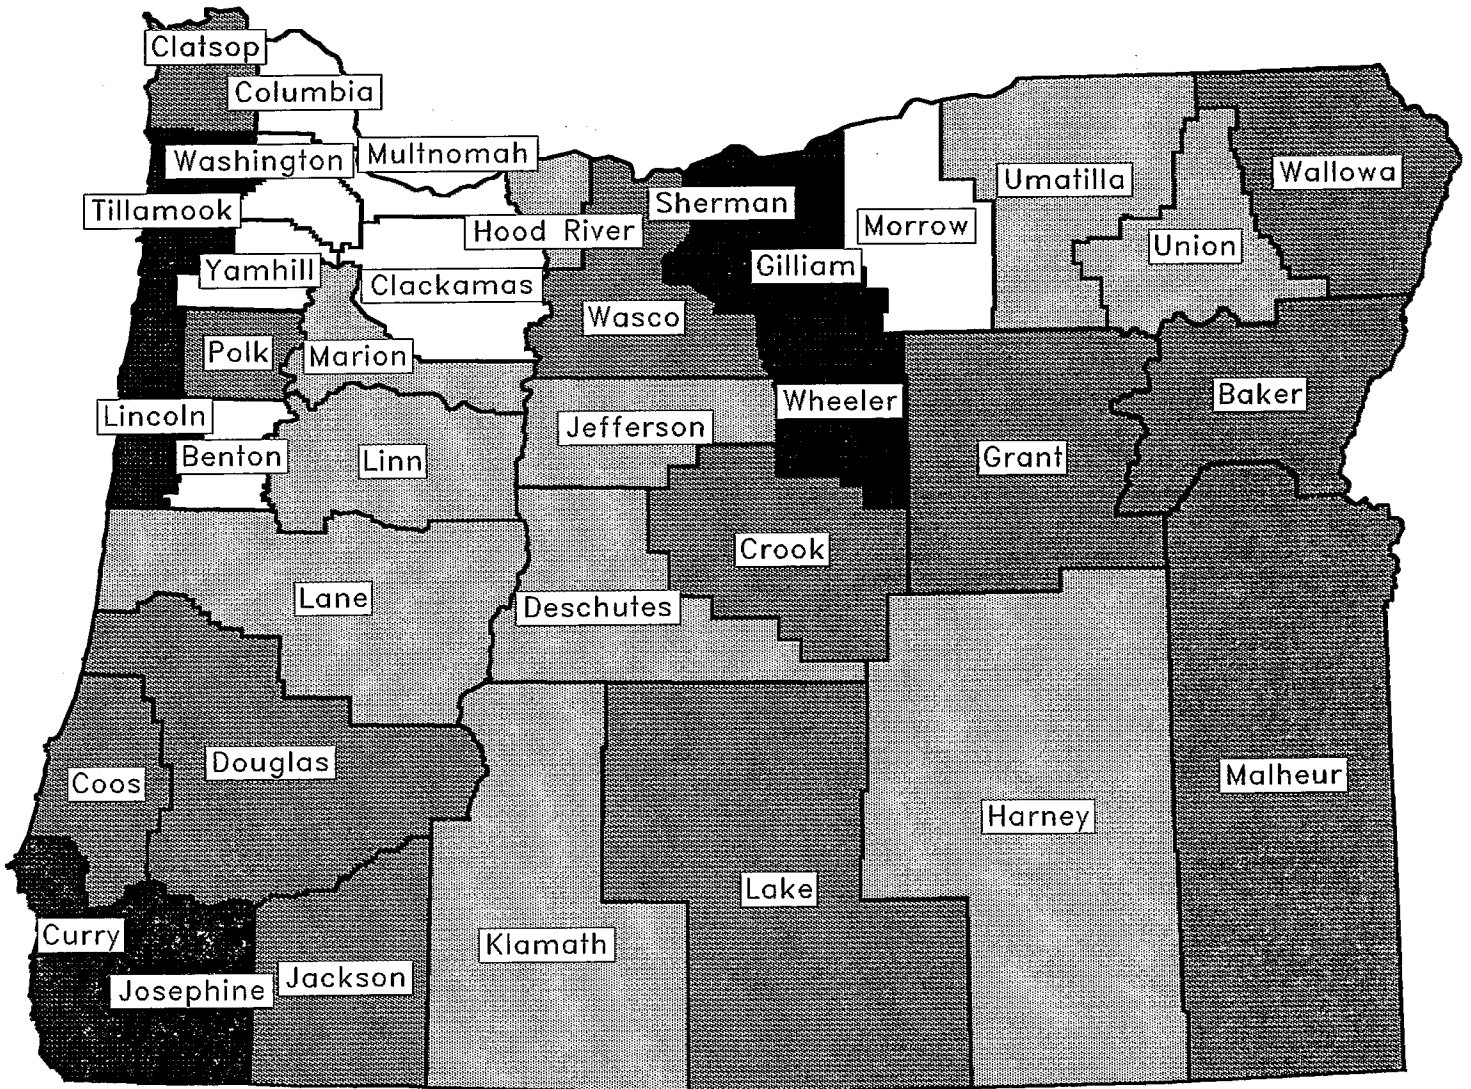 Clatsop
Columbia
Washington
Multnomah
Tillamook
Sherman
Hood River
Morrow
Umatilla
Wallowa
Union
Yamhill
Clackamas
Gilliam
Wasco
Polk
Marion
Lincoln
Jefferson
Wheeler
Baker
Benton
Linn
Grant
Crook
Lane
Deschutes
Douglas
Coos
Malheur
Harney
Lake
Curry
Klamath
Josephine
Jackson